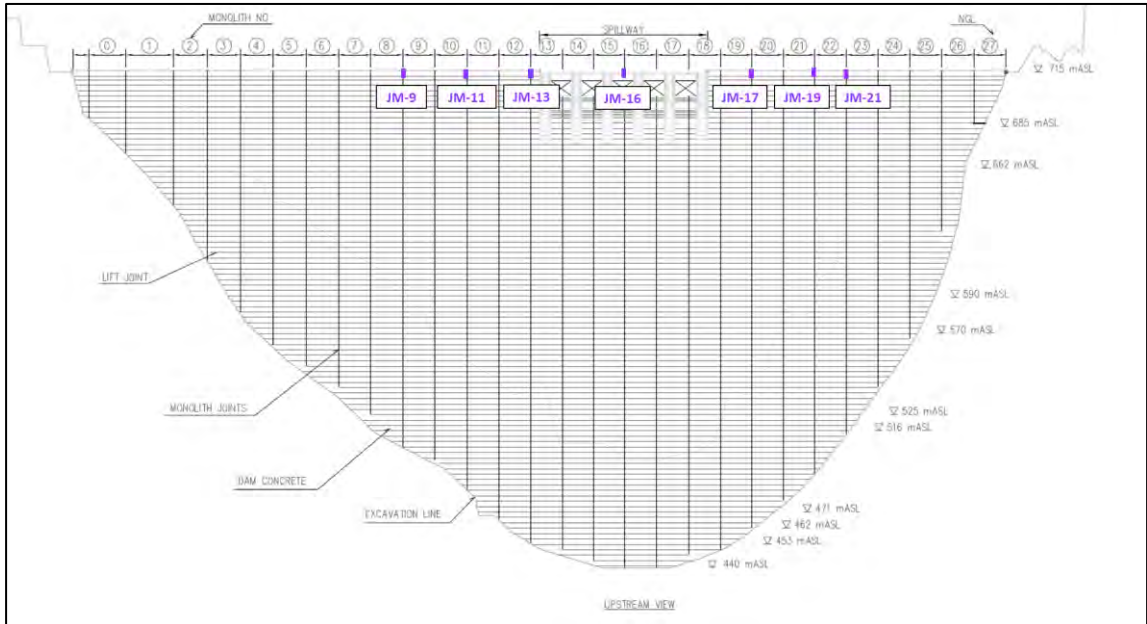 MONOLITH NO
SPILLWAY
NGL
0 1 2 3 4 5 6 7 8 9 10 11 12 13 14 15 16 17 18 19 20 21 22 23 24 25 26 27
715 mASL
JM-9 JM-11 JM-13 JM-16 JM-17 JM-19 JM-21
685 mASL
662 mASL
LIFT JOINT
590 mASL
570 mASL
MONOLITH JOINTS
525 mASL
516 mASL
DAM CONCRETE
EXCAVATION LINE
471 mASL
462 mASL
453 mASL
440 mASL
UPSTREAM VIEW